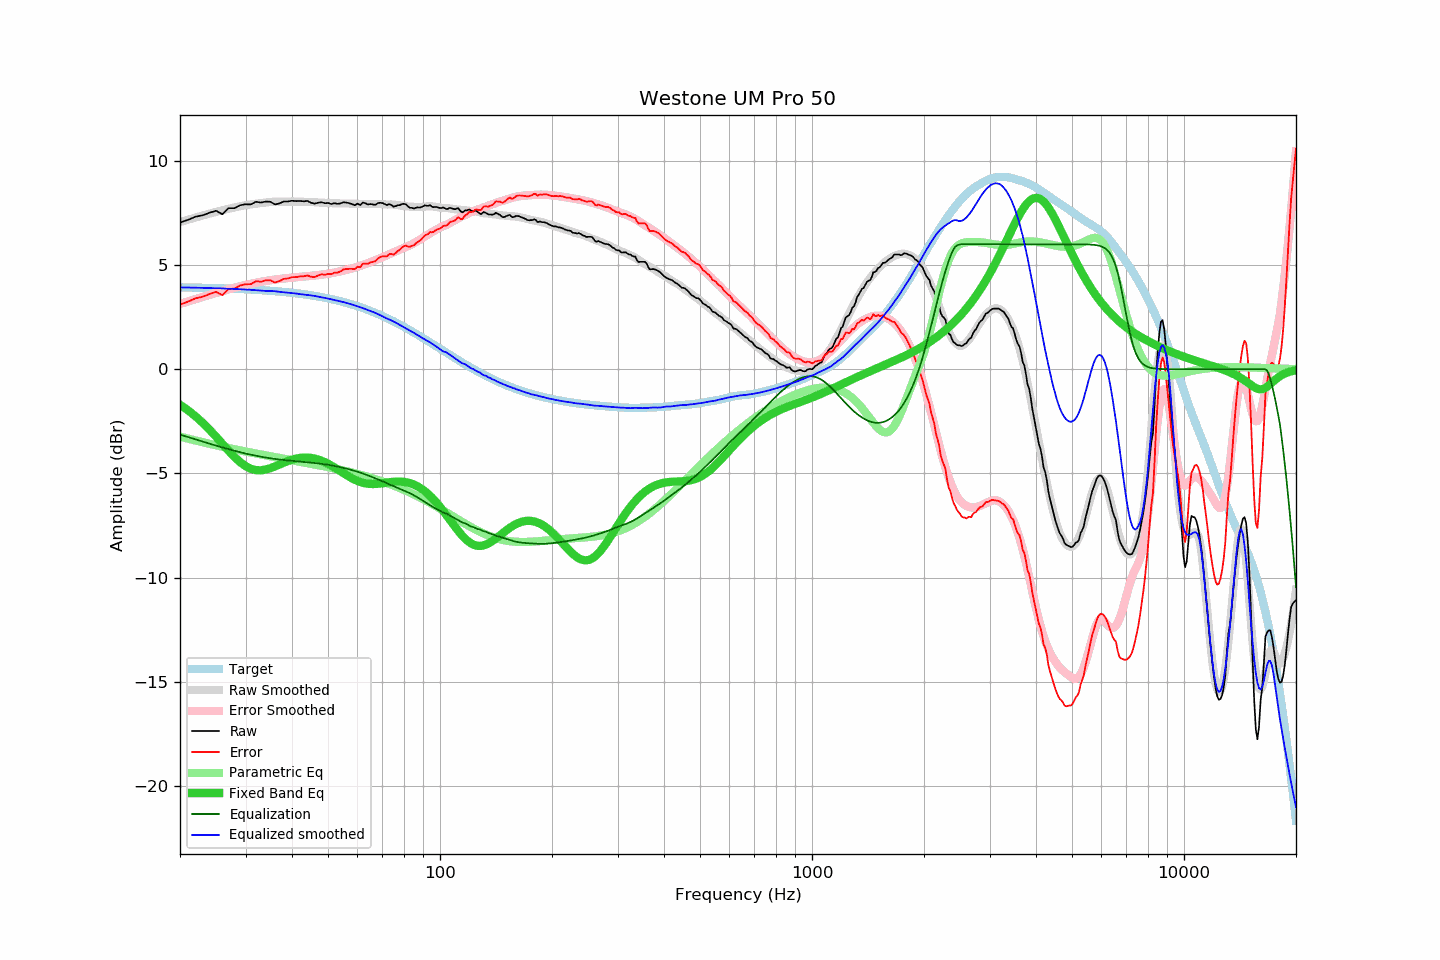 Westone UM Pro 50
Amplitude (dBr)
10
5
0
−5
−10
−15
−20
Target
Raw Smoothed
Error Smoothed
Raw
Error
Parametric Eq
Fixed Band Eq
Equalization
Equalized smoothed
100
1000
10000
Frequency (Hz)